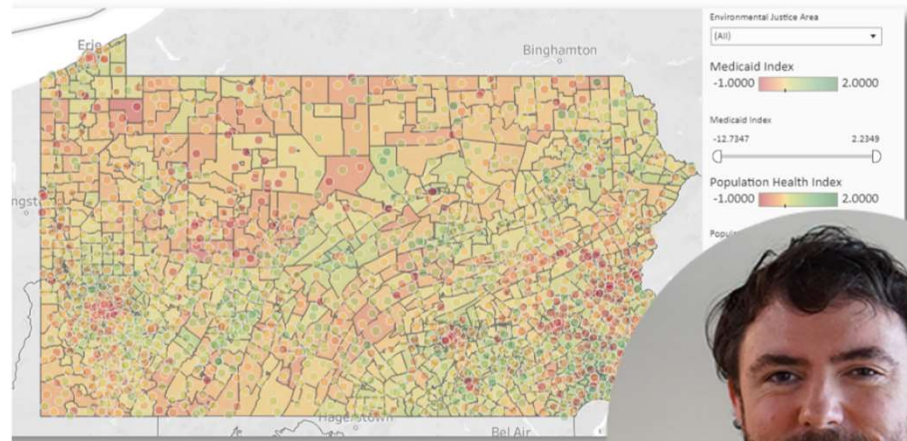 Erie
Binghamton
Hagerstown
Bel Air
Environmental Justice Area
(All)
Medicaid Index
-1.0000 2.0000
Medicaid Index
-12.7347 2.2349
Population Health Index
-1.0000 2.0000